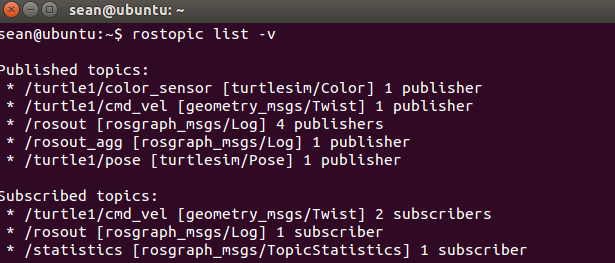 sean@ubuntu: ~
sean@ubuntu:~$ rostopic list -v
Published topics:
* /turtle1/color_sensor [turtlesim/Color] 1 publisher
* /turtle1/cmd_vel [geometry_msgs/Twist] 1 publisher
* /rosout [rosgraph_msgs/Log] 4 publishers
* /rosout_agg [rosgraph_msgs/Log] 1 publisher
* /turtle1/pose [turtlesim/Pose] 1 publisher
Subscribed topics:
* /turtle1/cmd_vel [geometry_msgs/Twist] 2 subscribers
* /rosout [rosgraph_msgs/Log] 1 subscriber
* /statistics [rosgraph_msgs/TopicStatistics] 1 subscriber